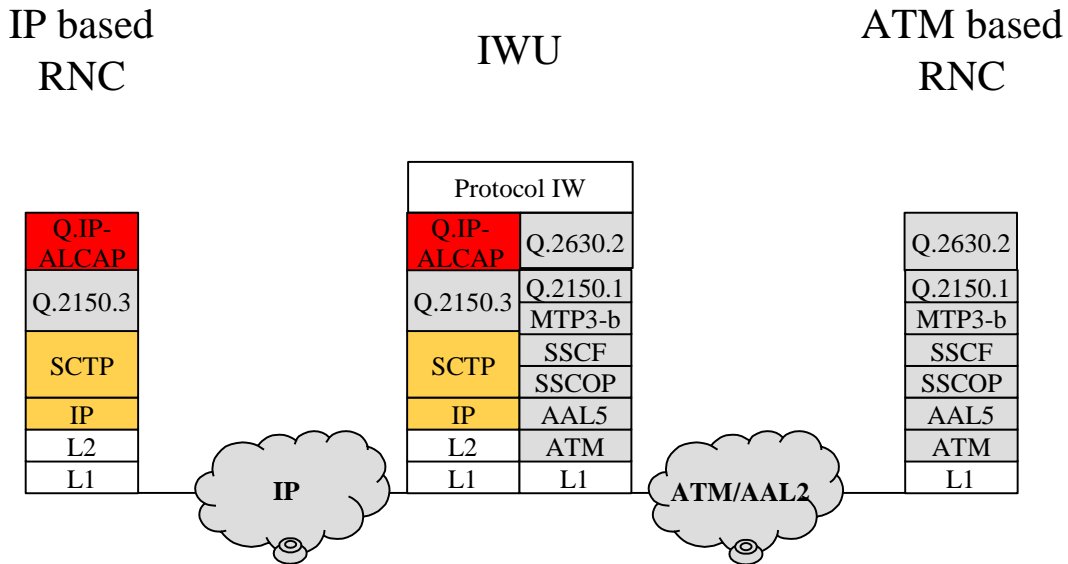 IP based
RNC
IWU
ATM based
RNC
Protocol IW
Q.IP-
ALCAP
Q.2150.3
SCTP
IP
L2
L1
Q.IP-
ALCAP
Q.2150.3
SCTP
IP
L2
L1
Q.2630.2
Q.2150.1
MTP3-b
SSCF
SSCOP
AAL5
ATM
L1
Q.2630.2
Q.2150.1
MTP3-b
SSCF
SSCOP
AAL5
ATM
L1
IP
ATM/AAL2